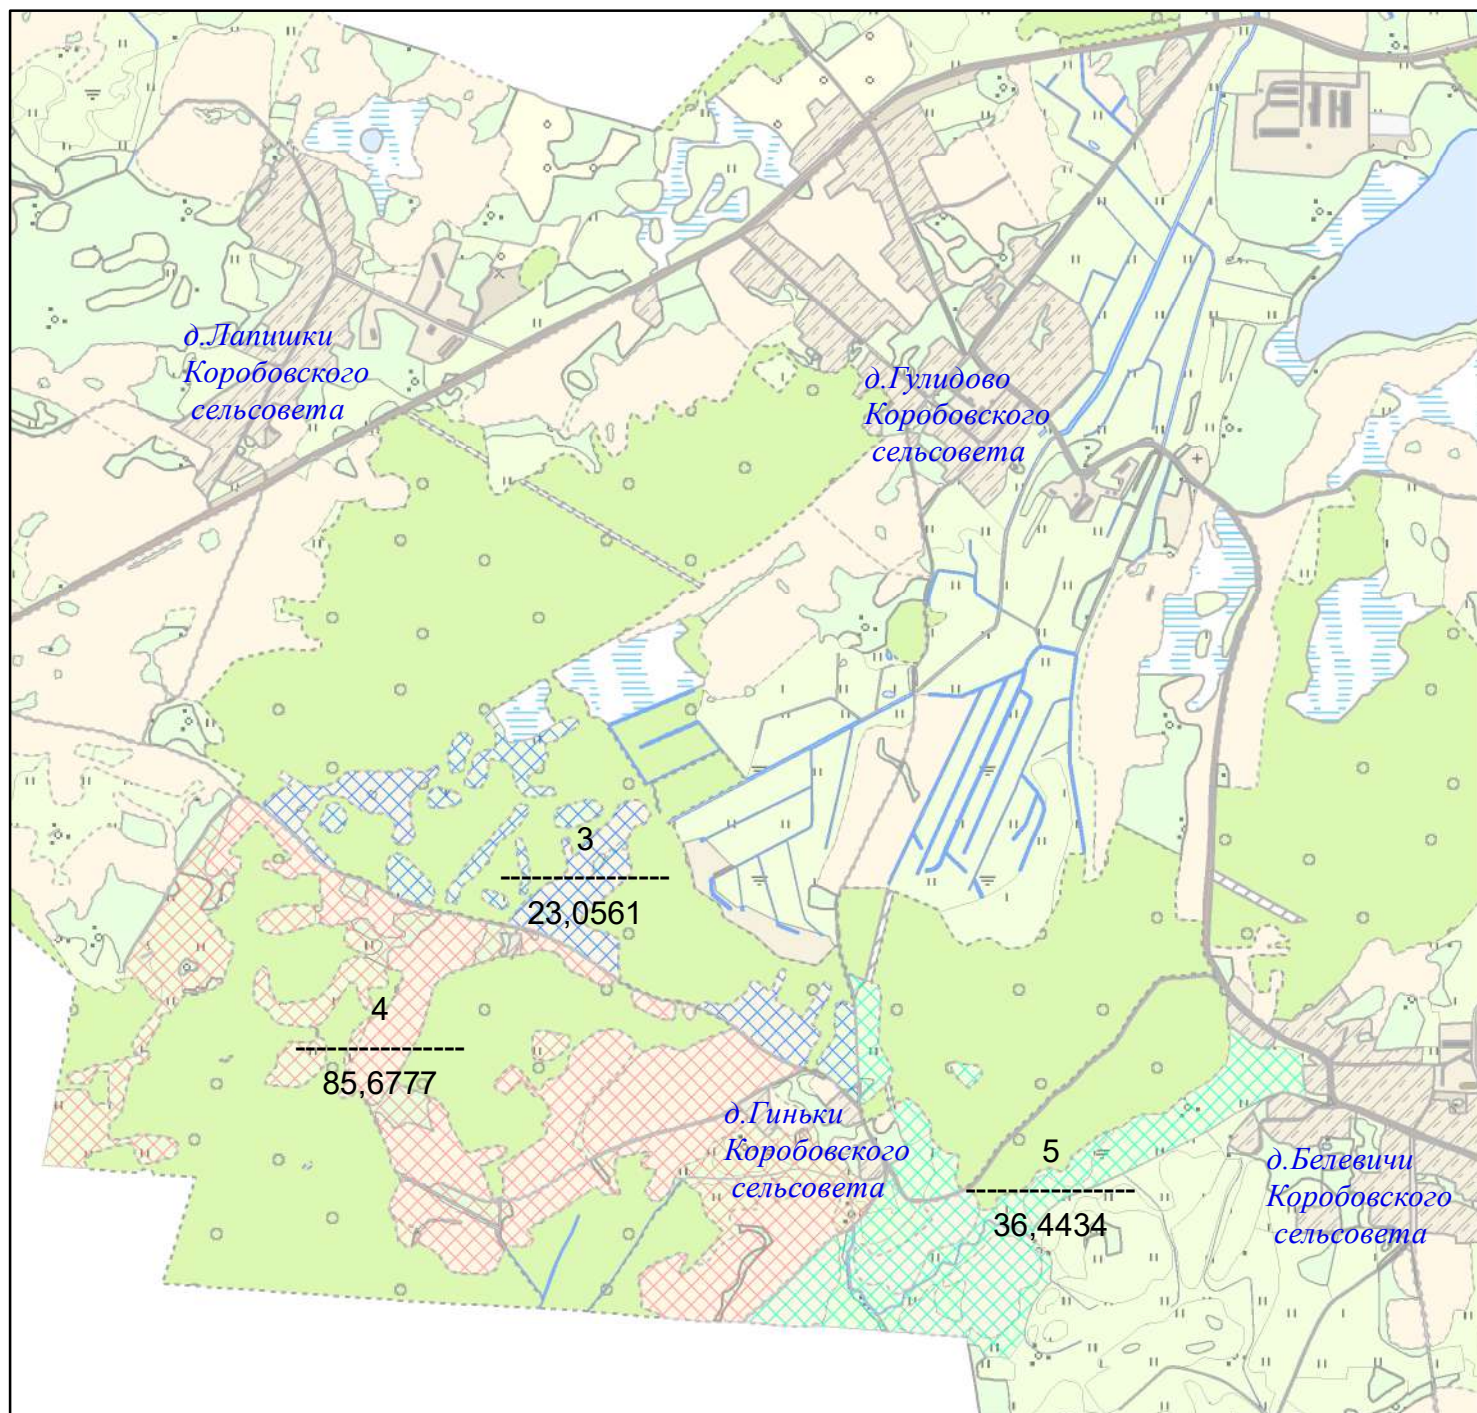 д.Лапишки
Коробовского
сельсовета
д.Гулидово
Коробовского
сельсовета
3
-----------------
23,0561
4
-----------------
85,6777
д.Гиньки
Коробовского
сельсовета
5
-----------------
36,4434
д.Белевичи
Коробовского
сельсовета